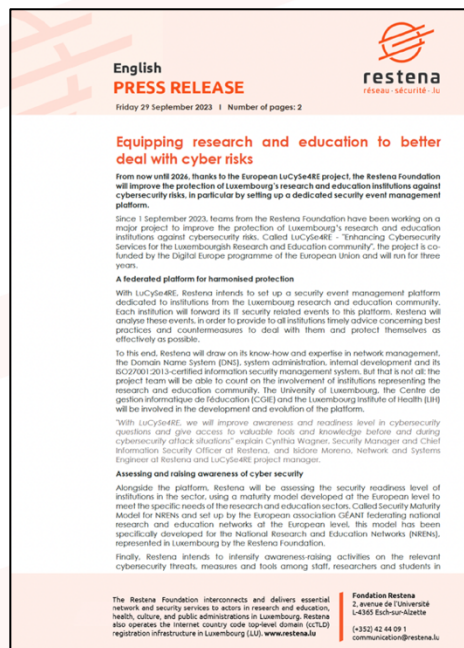 restena
réseau · sécurité · lu
English
PRESS RELEASE
Friday 29 September 2023 | Number of pages: 2
Equipping research and education to better
deal with cyber risks
From now until 2026, thanks to the European LuCySe4RE project, the Restena Foundation
will improve the protection of Luxembourg's research and education institutions against
cybersecurity risks, in particular by setting up a dedicated security event management
platform.
Since 1 September 2023, teams from the Restena Foundation have been working on a
major project to improve the protection of Luxembourg's research and education
institutions against cybersecurity risks. Called LuCySe4RE - "Enhancing Cybersecurity
Services for the Luxembourgish Research and Education community", the project is co-
funded by the Digital Europe programme of the European Union and will run for three
years.
A federated platform for harmonised protection
With LuCySe4RE, Restena intends to set up a security event management platform
dedicated to institutions from the Luxembourg research and education community.
Each institution will forward its IT security related events to this platform. Restena will
analyse these events, in order to provide to all institutions timely advice concerning best
practices and countermeasures to deal with them and protect themselves as
effectively as possible.
To this end, Restena will draw on its know-how and expertise in network management,
the Domain Name System (DNS), system administration, internal development and its
ISO27001:2013-certified information security management system. But that is not all: the
project team will be able to count on the involvement of institutions representing the
research and education community. The University of Luxembourg, the Centre de
gestion informatique de l'éducation (CGIE) and the Luxembourg Institute of Health (LIH)
will be involved in the development and evolution of the platform.
"With LuCySe4RE, we will improve awareness and readiness level in cybersecurity
questions and give access to valuable tools and knowledge before and during
cybersecurity attack situations" explain Cynthia Wagner, Security Manager and Chief
Information Security Officer at Restena, and Isidore Moreno, Network and Systems
Engineer at Restena and LuCySe4RE project manager.
Assessing and raising awareness of cyber security
Alongside the platform, Restena will be assessing the security readiness level of
institutions in the sector, using a maturity model developed at the European level to
meet the specific needs of the research and education sectors. Called Security Maturity
Model for NRENs and set up by the European association GÉANT federating national
research and education networks at the European level, this model has been
specifically developed for the National Research and Education Networks (NRENs),
represented in Luxembourg by the Restena Foundation.
Finally, Restena intends to intensify awareness-raising activities on the relevant
cybersecurity threats, measures and tools among staff, researchers and students in
The Restena Foundation interconnects and delivers essential
network and security services to actors in research and education,
health, culture, and public administrations in Luxembourg. Restena
also operates the Internet country code top-level domain (ccTLD)
registration infrastructure in Luxembourg (.LU). www.restena.lu
Fondation Restena
2, avenue de l'Université
L-4365 Esch-sur-Alzette
(+352) 42 44 09 1
communication@restena.lu